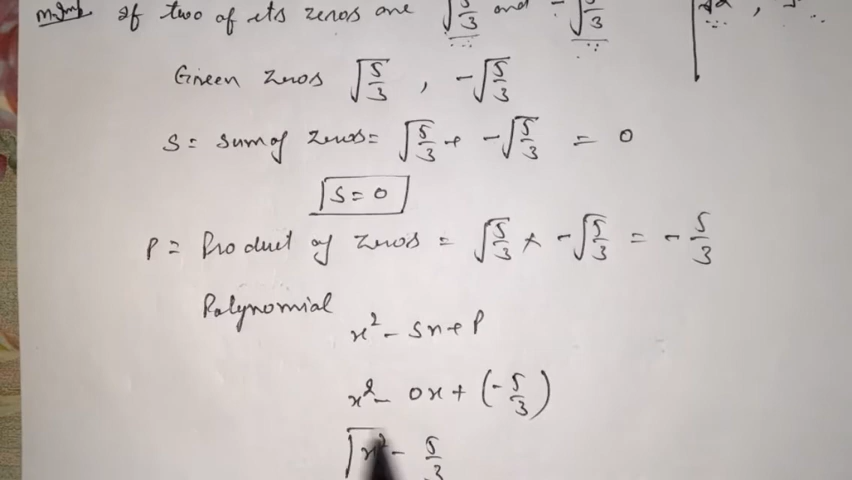 If two of its zeros are √5/3 and -√5/3
Given zeros √5/3 , -√5/3
S = sum of zeros = √5/3 + -√5/3 = 0
S = 0
P = Product of zeros = √5/3 × -√5/3 = - 5/3
Polynomial
x² - Sx + P
x² - 0x + (-5/3)
x² - 5/3